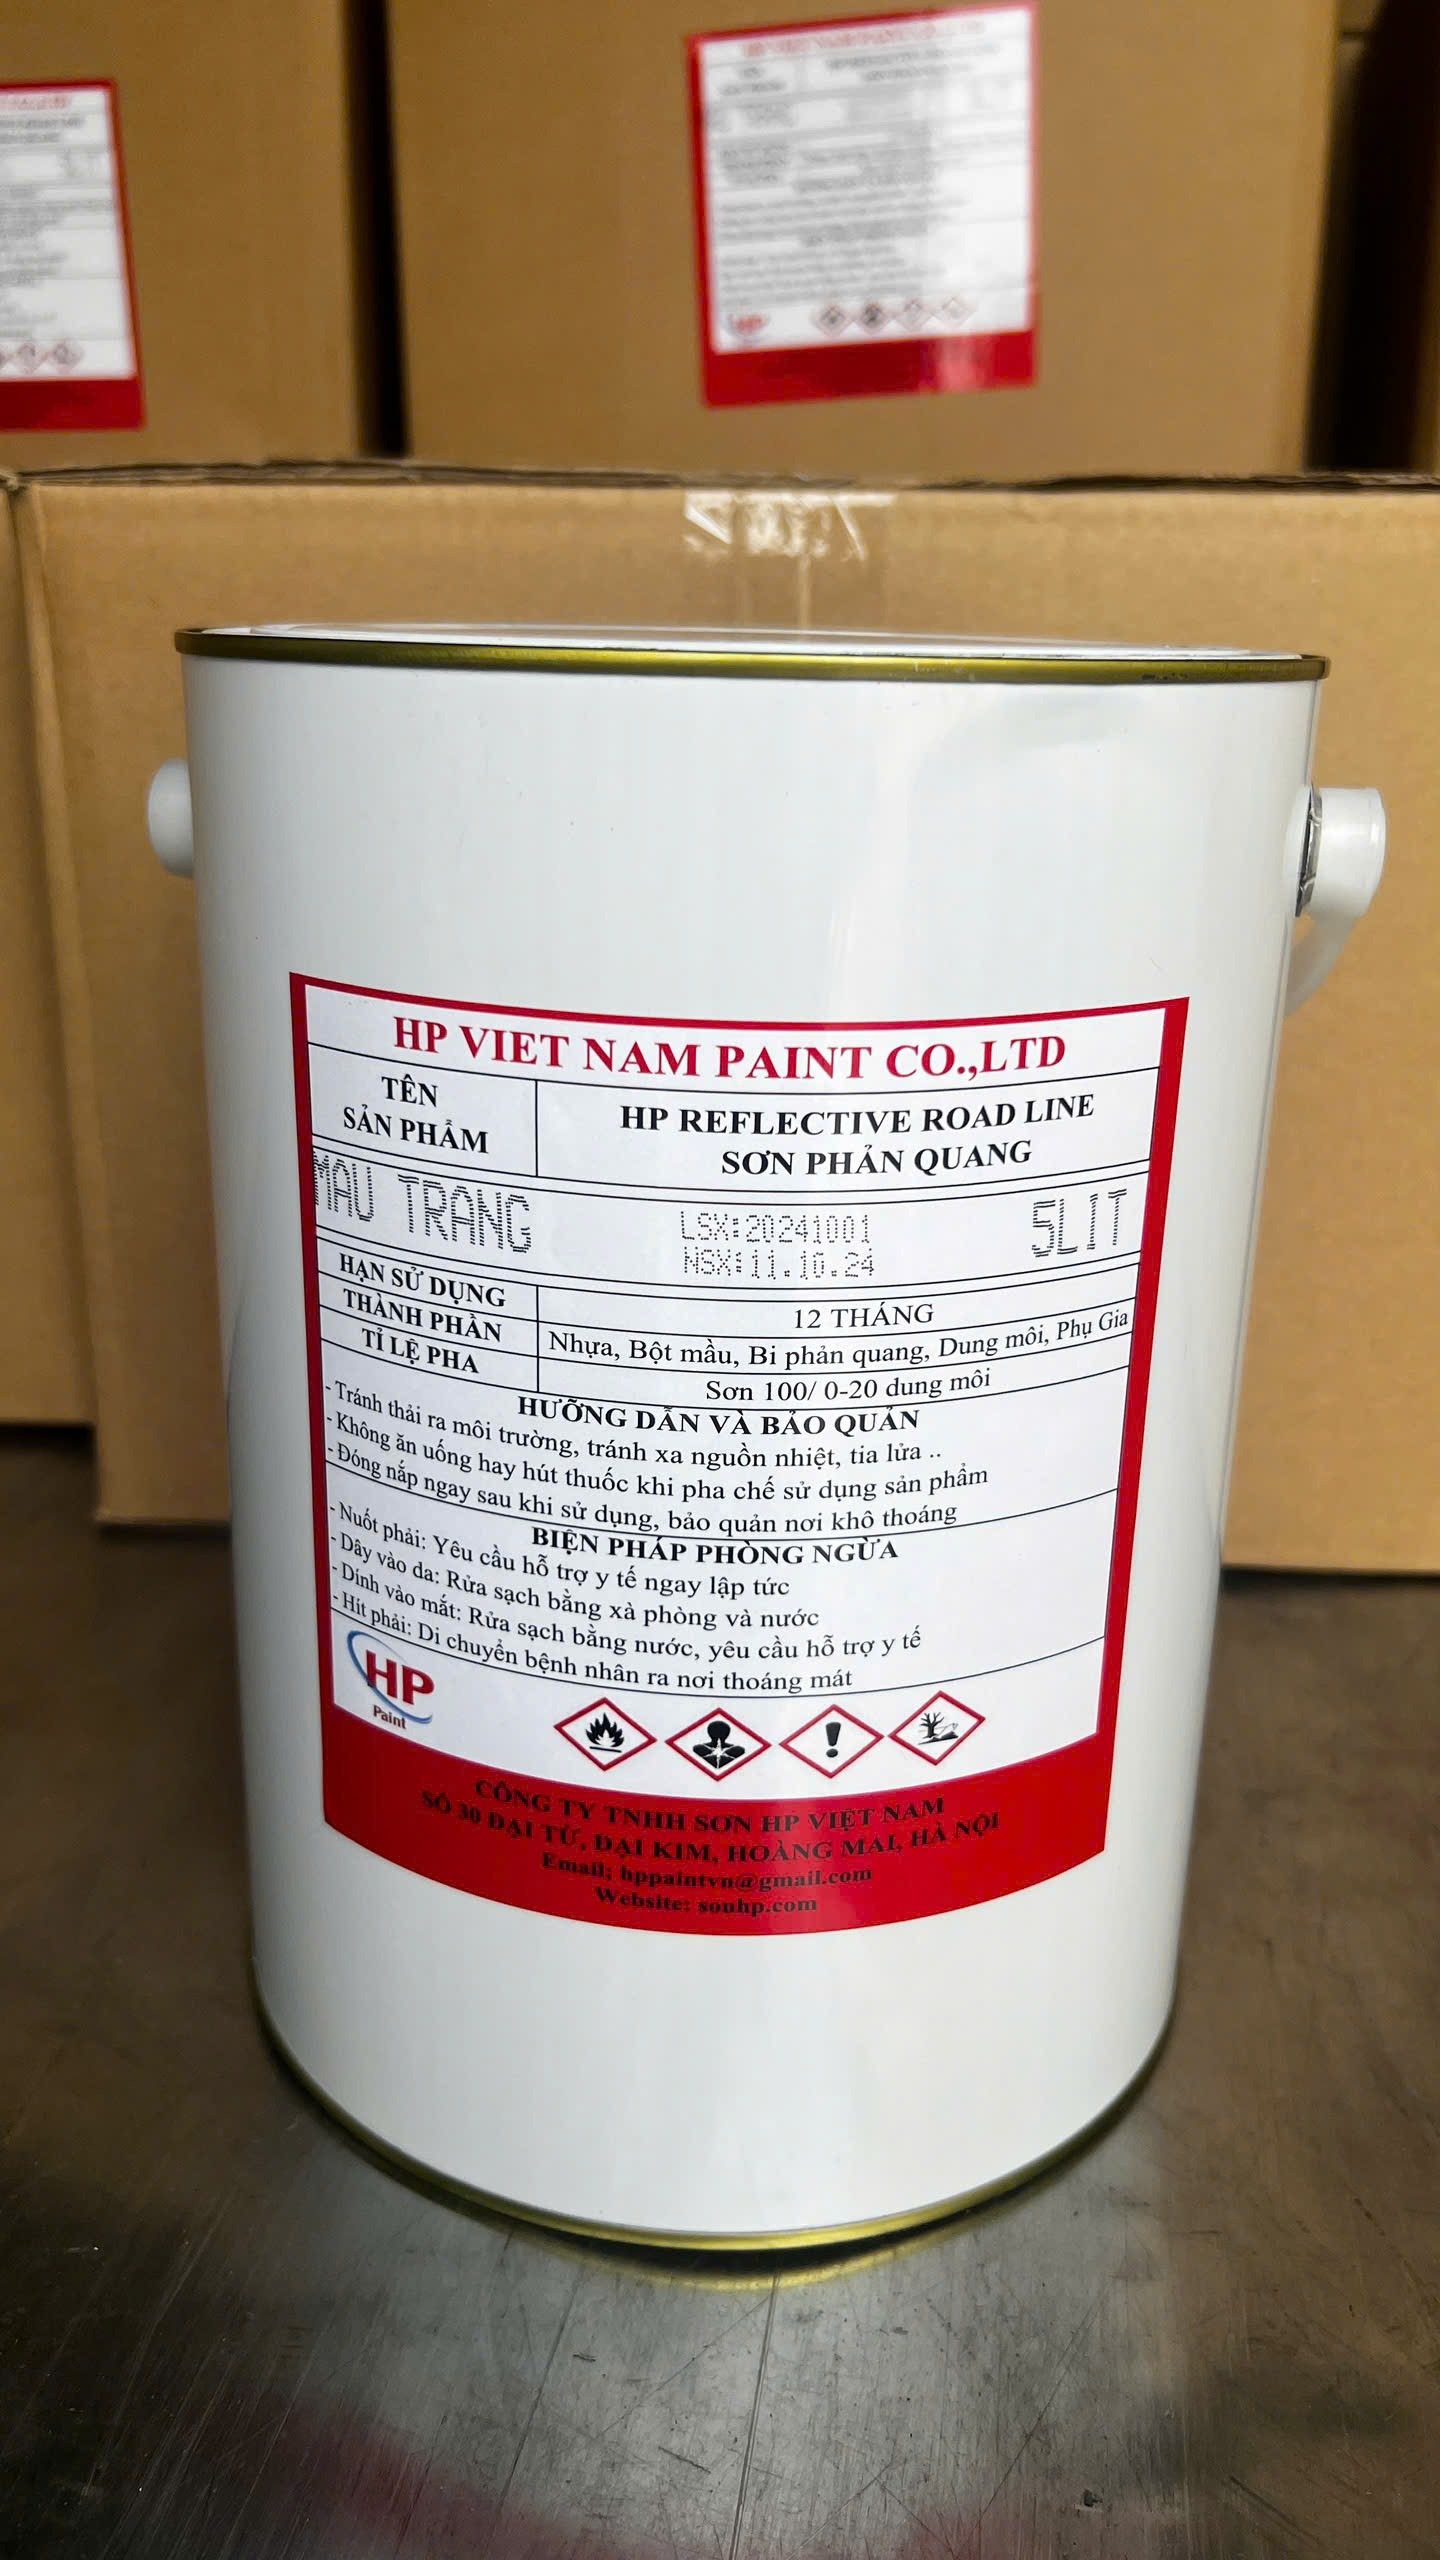 HP VIET NAM PAINT CO.,LTD
TÊN
SẢN PHẨM
HP REFLECTIVE ROAD LINE
SƠN PHẢN QUANG
MAU TRANG
LSX:20241001
NSX:11.10.24
5LIT
HẠN SỬ DỤNG
12 THÁNG
THÀNH PHẦN
Nhựa, Bột mầu, Bi phản quang, Dung môi, Phụ Gia
TỈ LỆ PHA
Sơn 100/ 0-20 dung môi
HƯỠNG DẪN VÀ BẢO QUẢN
- Tránh thải ra môi trường, tránh xa nguồn nhiệt, tia lửa ..
- Không ăn uống hay hút thuốc khi pha chế sử dụng sản phẩm
- Đóng nắp ngay sau khi sử dụng, bảo quản nơi khô thoáng
BIỆN PHÁP PHÒNG NGỪA
- Nuốt phải: Yêu cầu hỗ trợ y tế ngay lập tức
- Dây vào da: Rửa sạch bằng xà phòng và nước
- Dính vào mắt: Rửa sạch bằng nước, yêu cầu hỗ trợ y tế
- Hít phải: Di chuyển bệnh nhân ra nơi thoáng mát
HP
Paint
CÔNG TY TNHH SƠN HP VIỆT NAM
SỐ 30 ĐẠI TỪ, ĐẠI KIM, HOÀNG MAI, HÀ NỘI
Email; hppaintvn@gmail.com
Website: sonhp.com